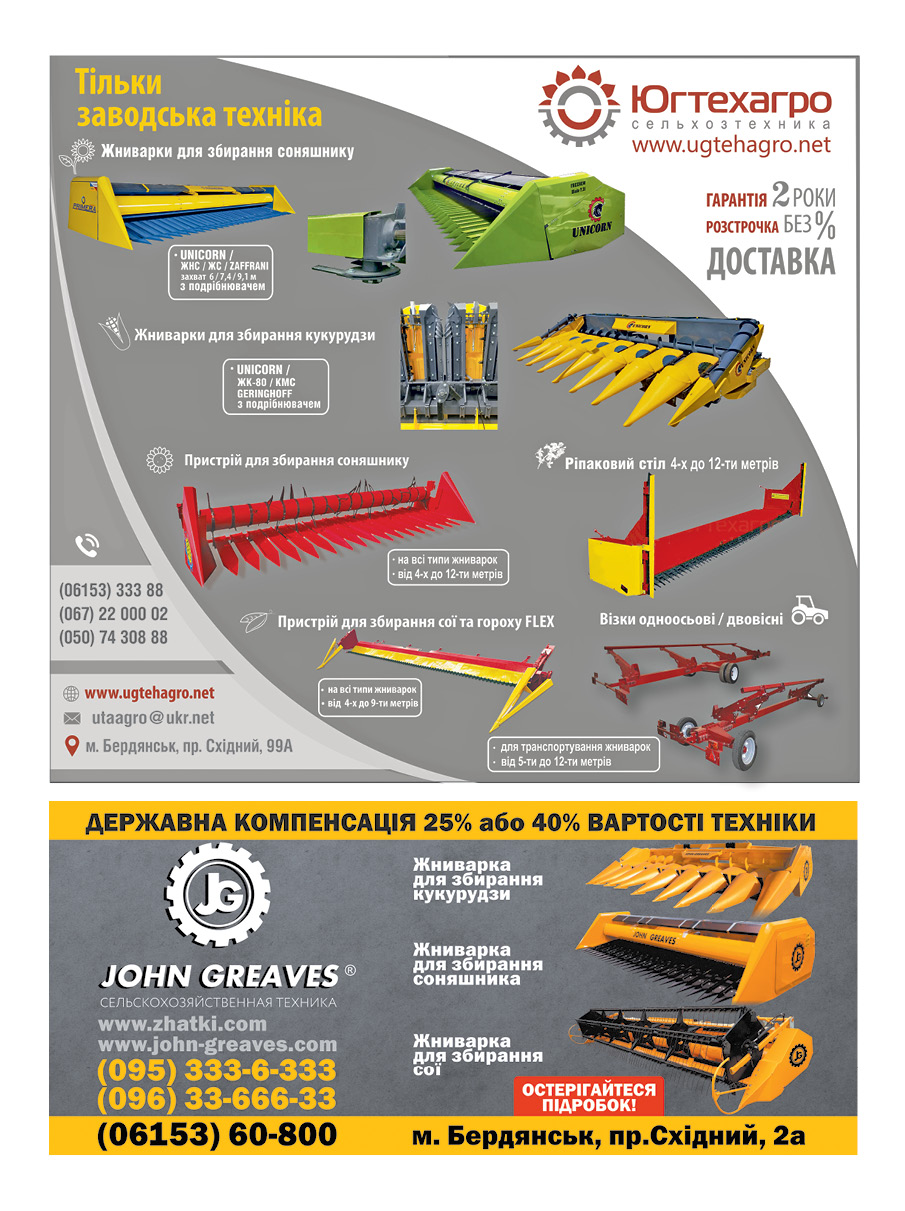 Тільки
заводська техніка
Жниварки для збирання соняшнику
Югтехагро
сельхозтехника
www.ugtehagro.net
ГАРАНТІЯ 2 РОКИ
РОЗСТРОЧКА БЕЗ %
ДОСТАВКА
PRIMERA
UNICORN
· UNICORN /
ЖНС / ЖС / ZAFFRANI
захват 6 / 7,4 / 9,1 м
з подрібнювачем
Жниварки для збирання кукурудзи
UNICORN
· UNICORN /
ЖК-80 / КМС
GERINGHOFF
з подрібнювачем
Пристрій для збирання соняшнику
Ріпаковий стіл 4-х до 12-ти метрів
· на всі типи жниварок
· від 4-х до 12-ти метрів
(06153) 333 88
(067) 22 000 02
(050) 74 308 88
Пристрій для збирання сої та гороху FLEX
Візки одноосьові / двовісні
· на всі типи жниварок
· від 4-х до 9-ти метрів
www.ugtehagro.net
utaagro@ukr.net
м. Бердянськ, пр. Східний, 99А
· для транспортування жниварок
· від 5-ти до 12-ти метрів
ДЕРЖАВНА КОМПЕНСАЦІЯ 25% або 40% ВАРТОСТІ ТЕХНІКИ
JG
JOHN GREAVES ®
СЕЛЬСКОХОЗЯЙСТВЕННАЯ ТЕХНИКА
www.zhatki.com
www.john-greaves.com
(095) 333-6-333
(096) 33-666-33
(06153) 60-800
Жниварка
для збирання
кукурудзи
Жниварка
для збирання
соняшника
JOHN GREAVES
JG
Жниварка
для збирання
сої
JG
ОСТЕРІГАЙТЕСЯ
ПІДРОБОК!
м. Бердянськ, пр.Східний, 2а